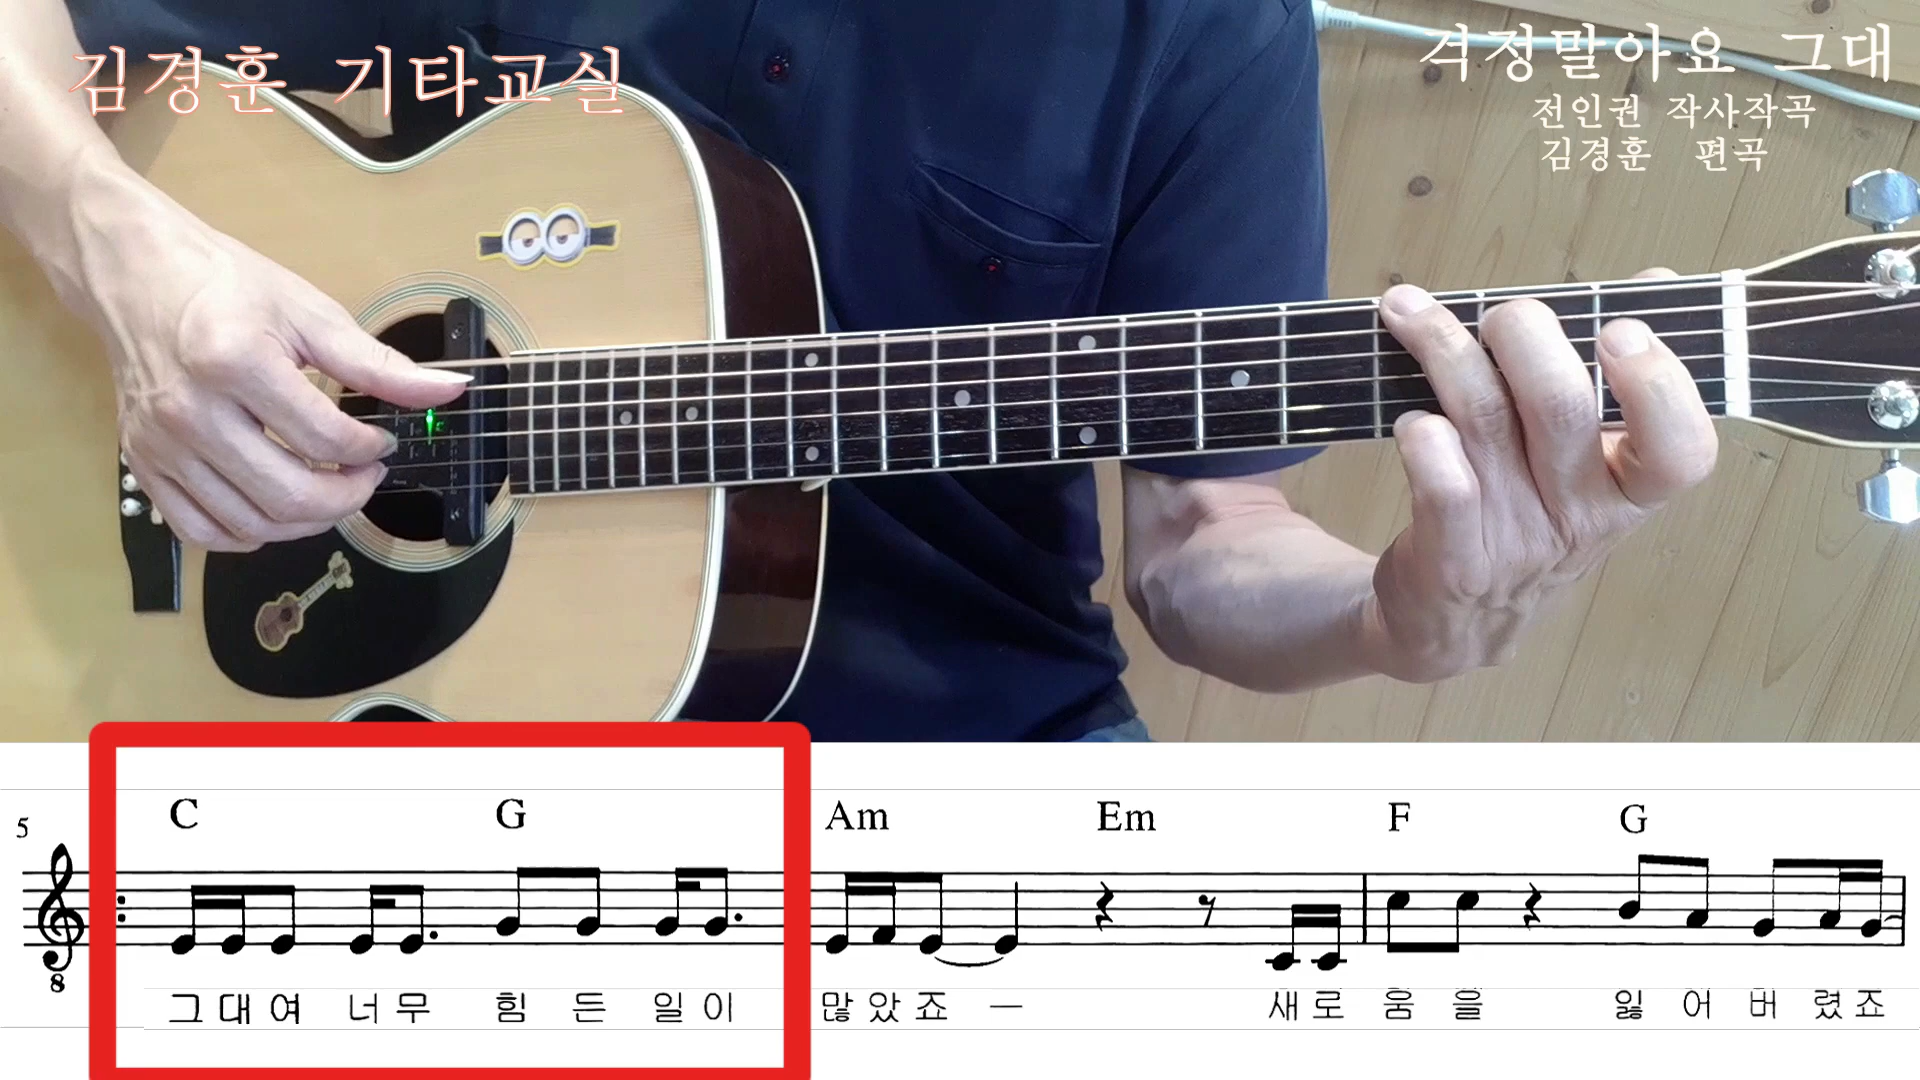 김경훈 기타교실
걱정말아요 그대
전인권 작사작곡
김경훈 편곡
C G Am Em F G
5
8
그대여 너무 힘든 일이 많았죠 — 새로움을 잃어버렸죠